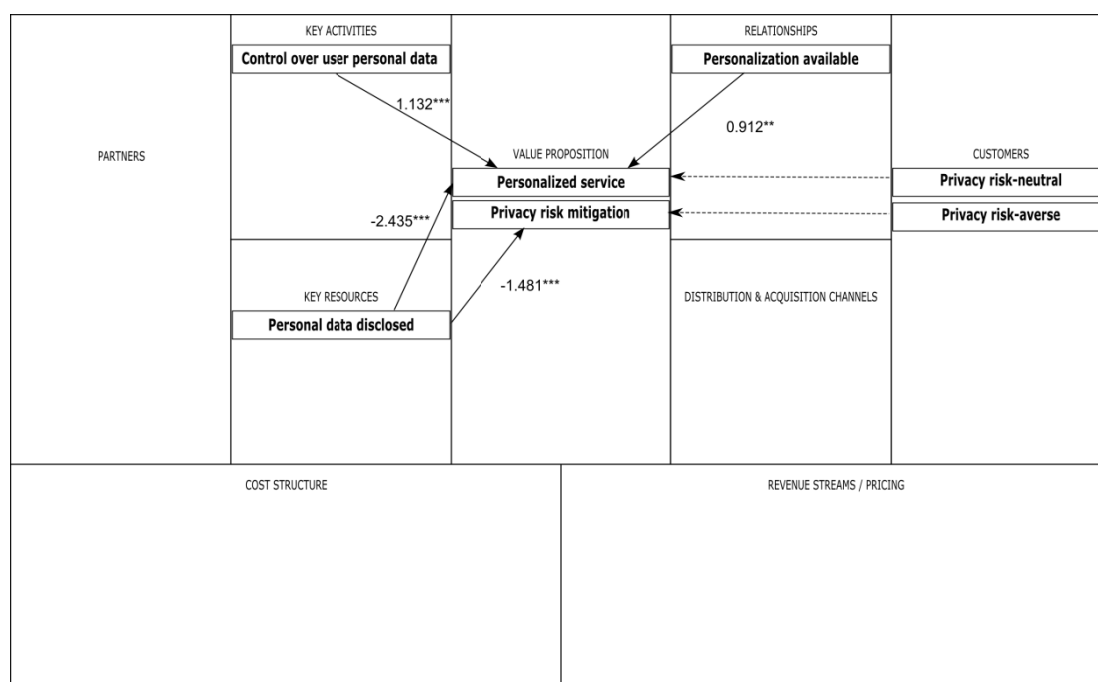 KEY ACTIVITIES
RELATIONSHIPS
Control over user personal data
Personalization available
1.132***
0.912**
PARTNERS
VALUE PROPOSITION
CUSTOMERS
Personalized service
Privacy risk-neutral
Privacy risk mitigation
Privacy risk-averse
-2.435***
-1.481***
KEY RESOURCES
DISTRIBUTION & ACQUISITION CHANNELS
Personal data disclosed
COST STRUCTURE
REVENUE STREAMS / PRICING